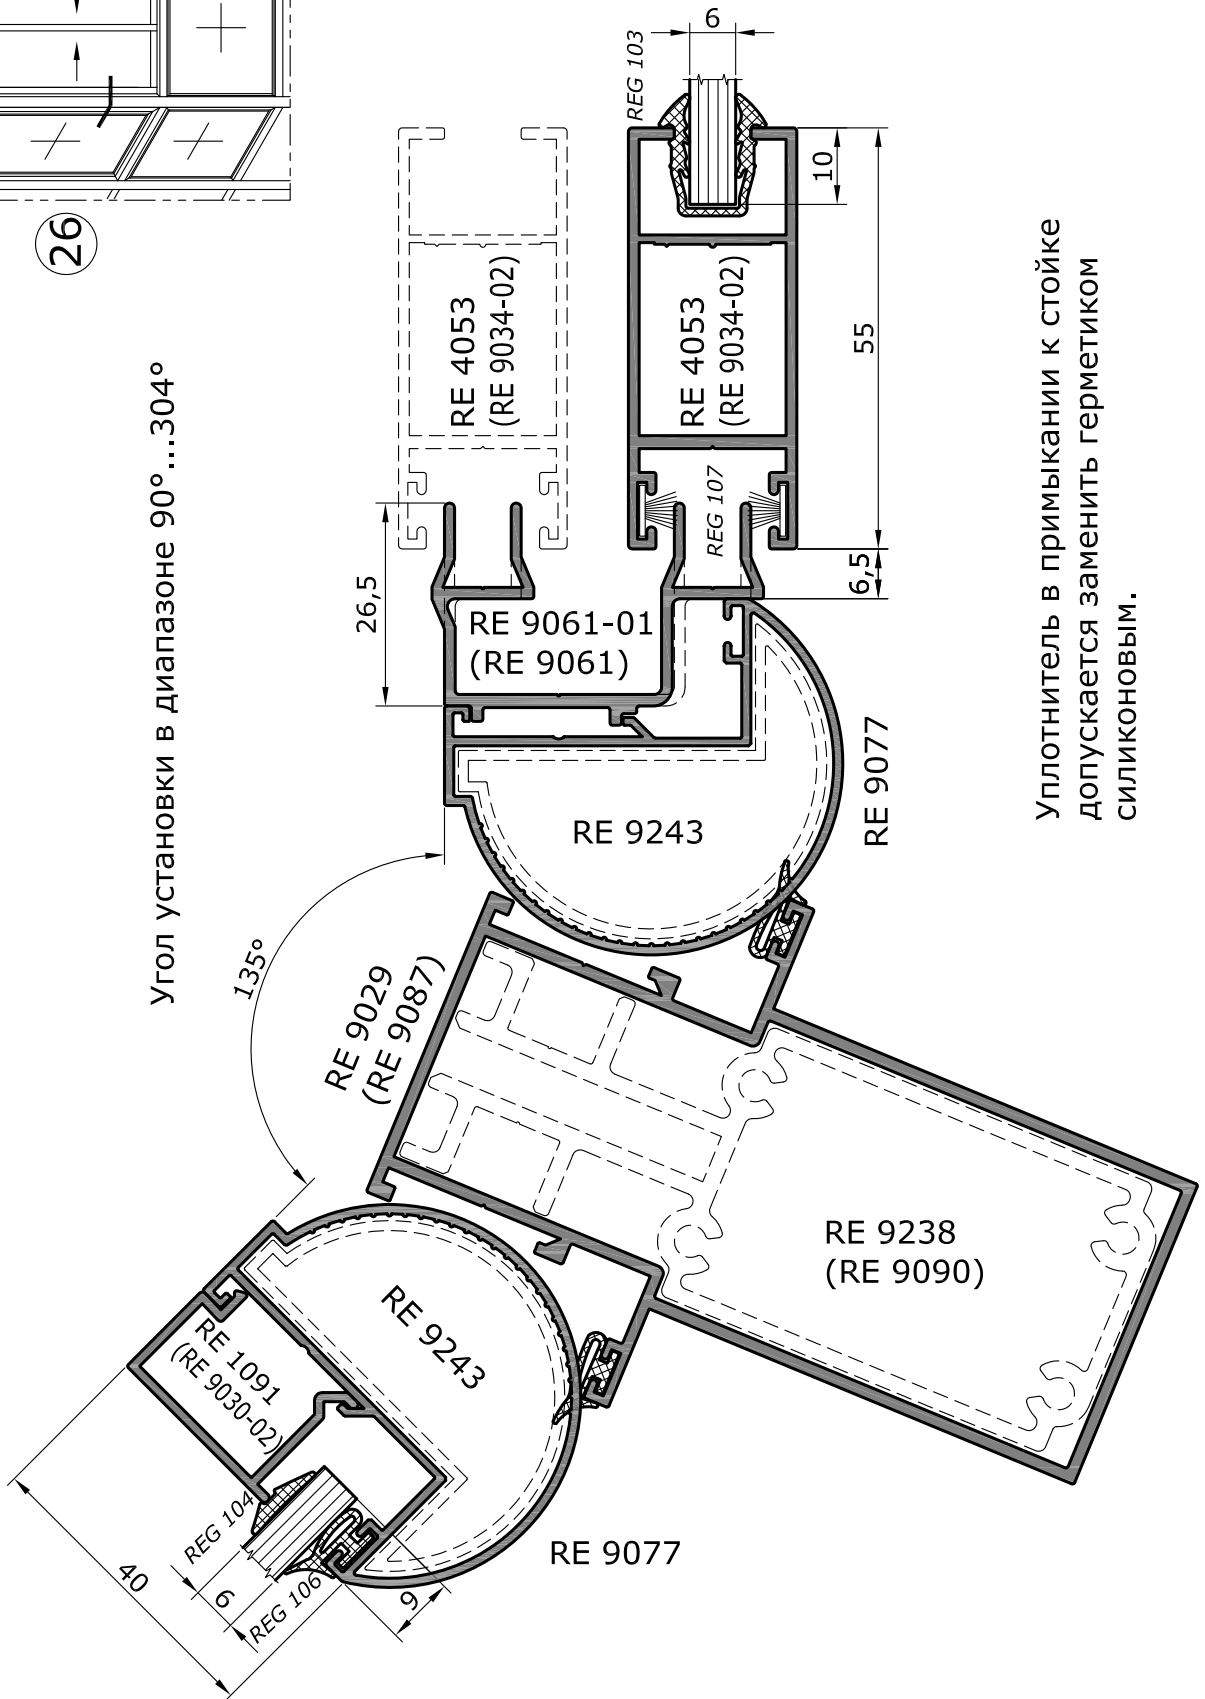 26
Угол установки в диапазоне 90°...304°
REG 103
6
10
55
6,5
RE 4053
(RE 9034-02)
RE 4053
(RE 9034-02)
REG 107
26,5
RE 9061-01
(RE 9061)
RE 9243
RE 9077
Уплотнитель в примыкании к стойке
допускается заменить герметиком
силиконовым.
135°
RE 9029
(RE 9087)
RE 9238
(RE 9090)
RE 9243
RE 1091
(RE 9030-02)
REG 104
REG 106
40
6
9
RE 9077